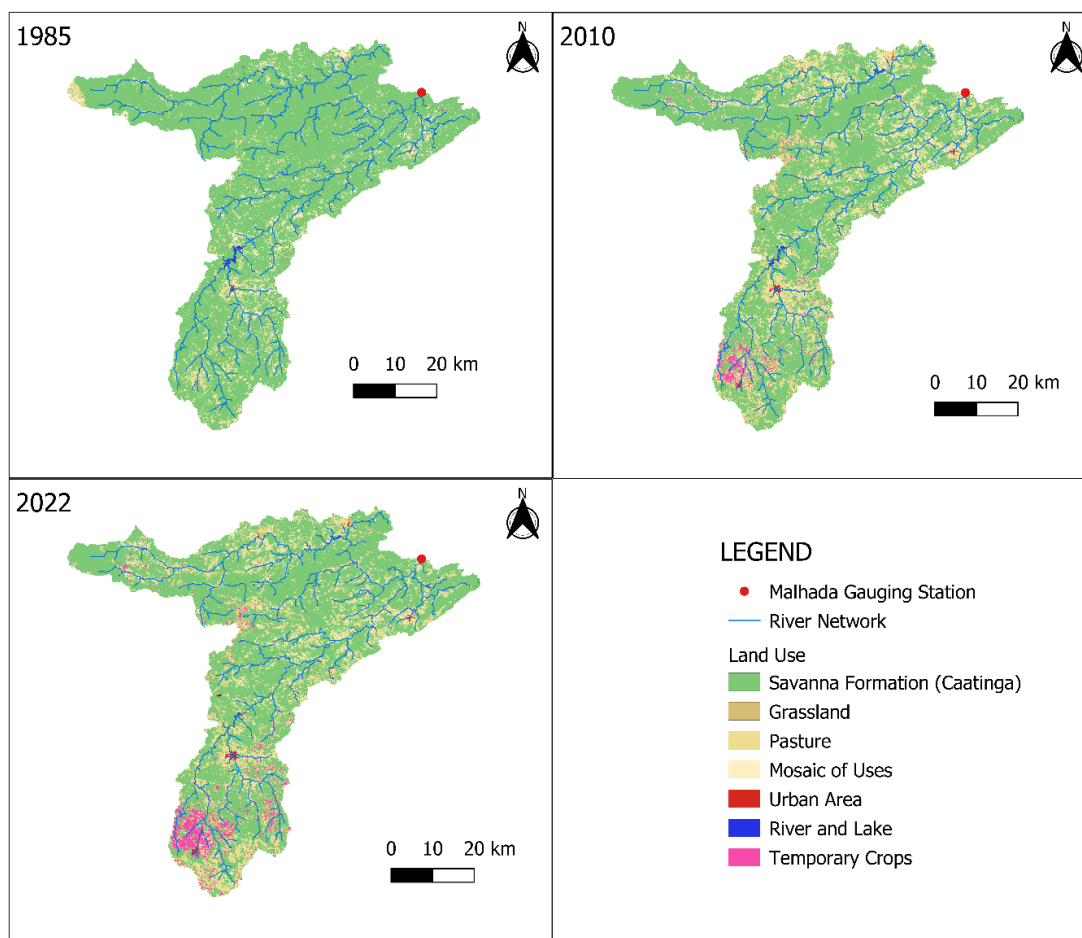 1985
N
0 10 20 km
2010
N
0 10 20 km
2022
N
0 10 20 km
LEGEND
Malhada Gauging Station
River Network
Land Use
Savanna Formation (Caatinga)
Grassland
Pasture
Mosaic of Uses
Urban Area
River and Lake
Temporary Crops